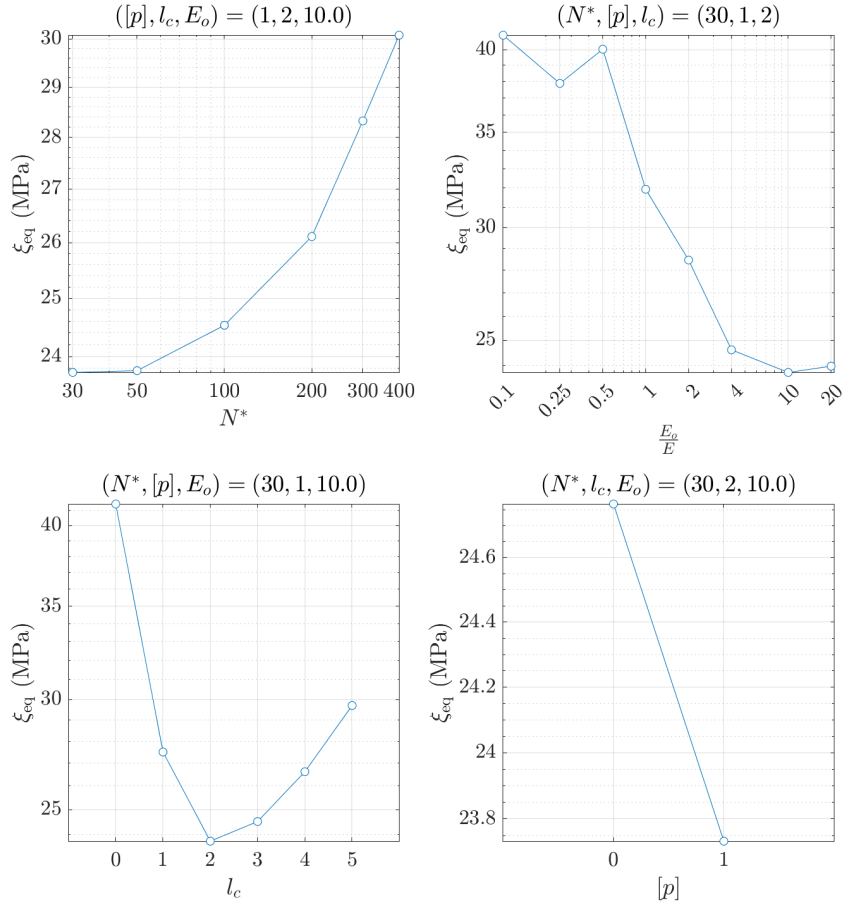 ([p], l_c, E_o) = (1, 2, 10.0)
30
29
28
27
26
25
24
ξ_eq (MPa)
30 50 100 200 300 400
N*
(N*, [p], l_c) = (30, 1, 2)
40
35
30
25
ξ_eq (MPa)
0.1 0.25 0.5 1 2 4 10 20
E_o/E
(N*, [p], E_o) = (30, 1, 10.0)
40
35
30
25
ξ_eq (MPa)
0 1 2 3 4 5
l_c
(N*, l_c, E_o) = (30, 2, 10.0)
24.6
24.4
24.2
24
23.8
ξ_eq (MPa)
0 1
[p]